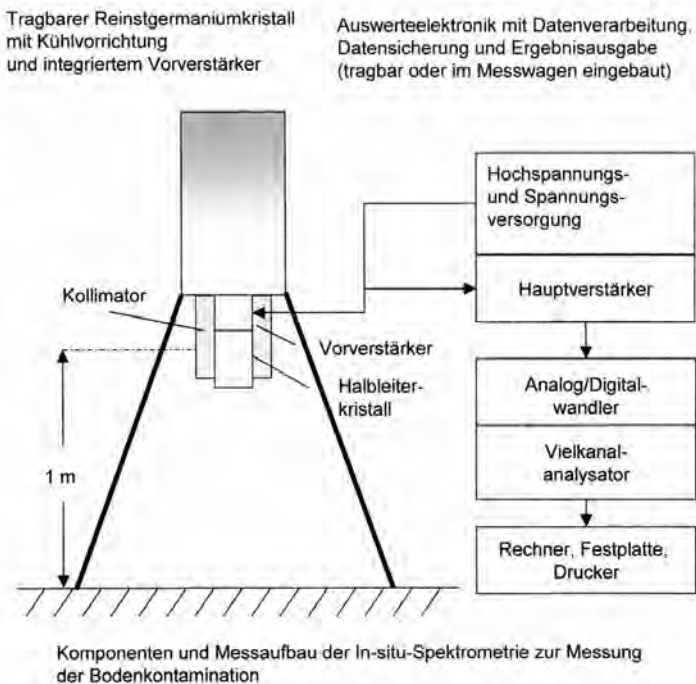 Tragbarer Reinstgermaniumkristall
mit Kühlvorrichtung
und integriertem Vorverstärker
Auswerteelektronik mit Datenverarbeitung,
Datensicherung und Ergebnisausgabe
(tragbar oder im Messwagen eingebaut)
Hochspannungs-
und Spannungs-
versorgung
Kollimator
Hauptverstärker
Vorverstärker
Halbleiter-
kristall
Analog/Digital-
wandler
Vielkanal-
analysator
1 m
Rechner, Festplatte,
Drucker
Komponenten und Messaufbau der In-situ-Spektrometrie zur Messung
der Bodenkontamination